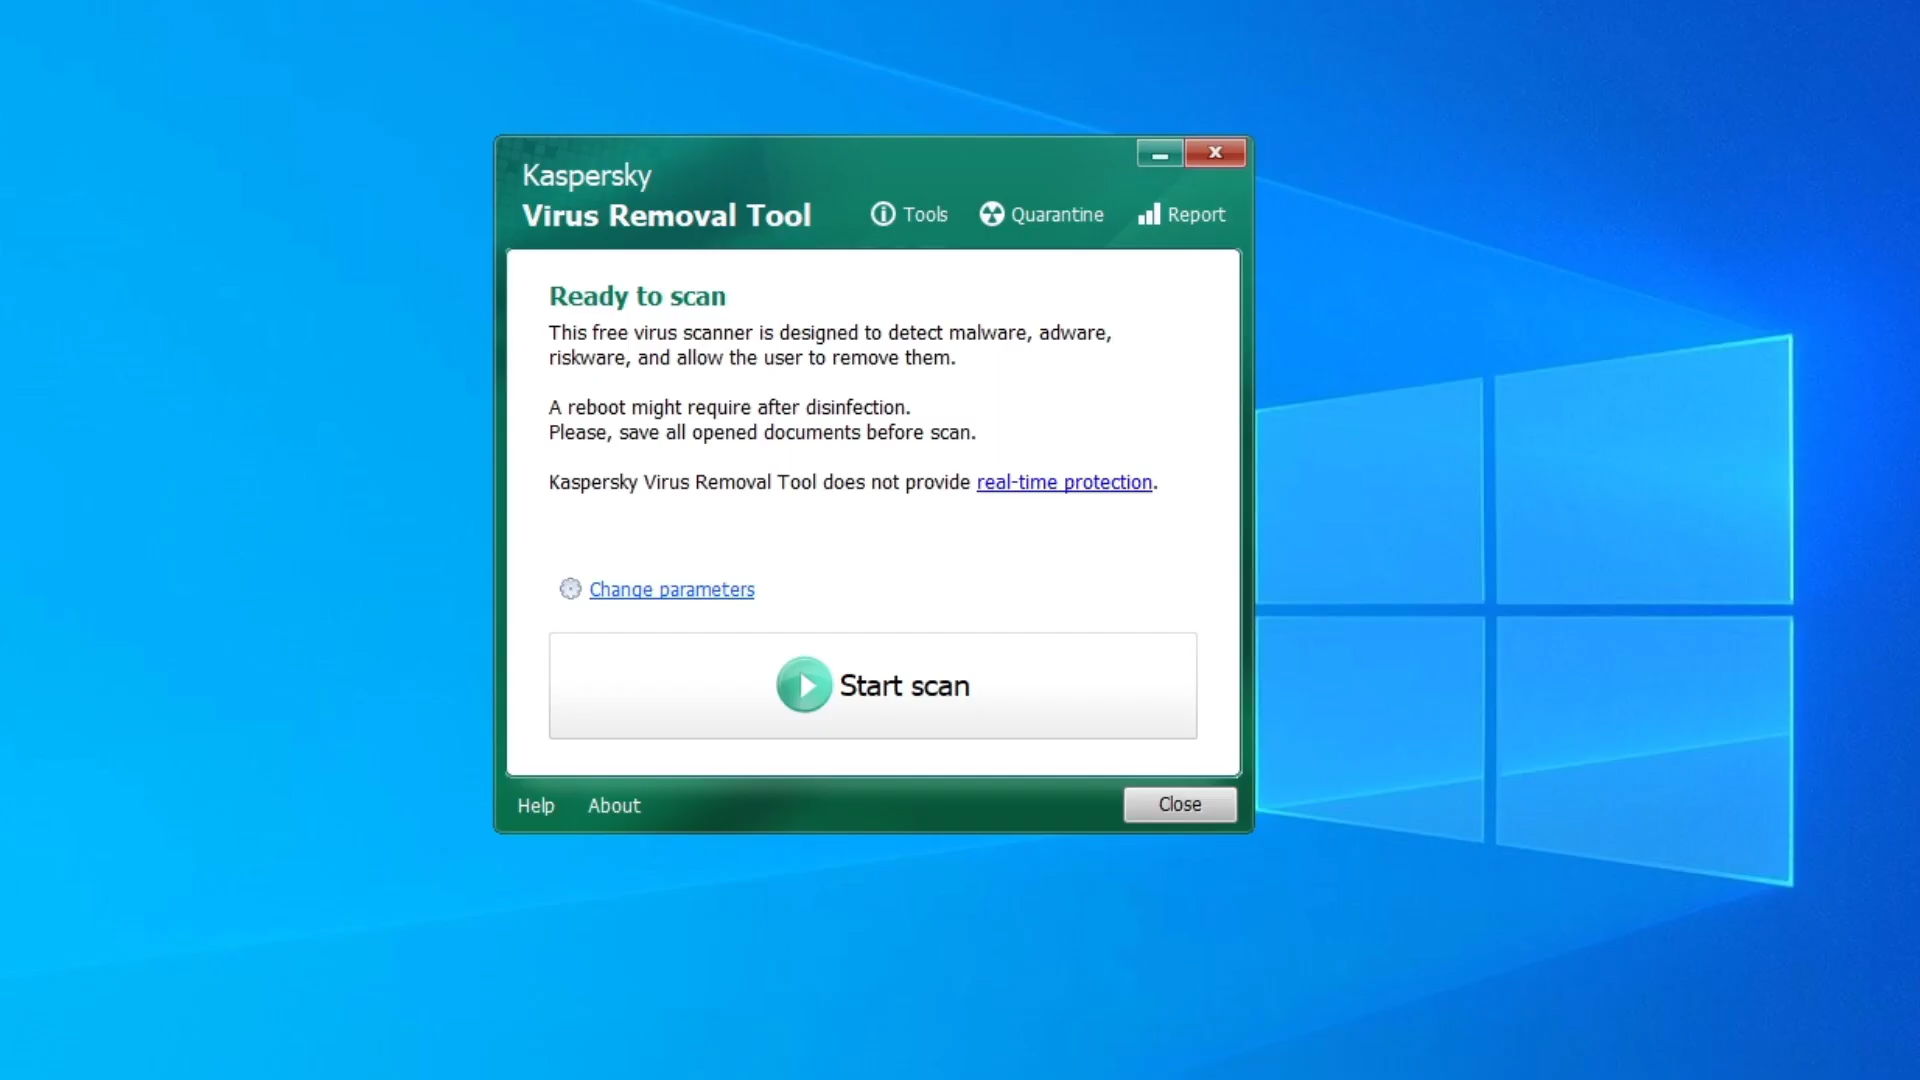 Kaspersky
Virus Removal Tool
Tools
Quarantine
Report
Ready to scan
This free virus scanner is designed to detect malware, adware,
riskware, and allow the user to remove them.
A reboot might require after disinfection.
Please, save all opened documents before scan.
Kaspersky Virus Removal Tool does not provide real-time protection.
Change parameters
Start scan
Help
About
Close